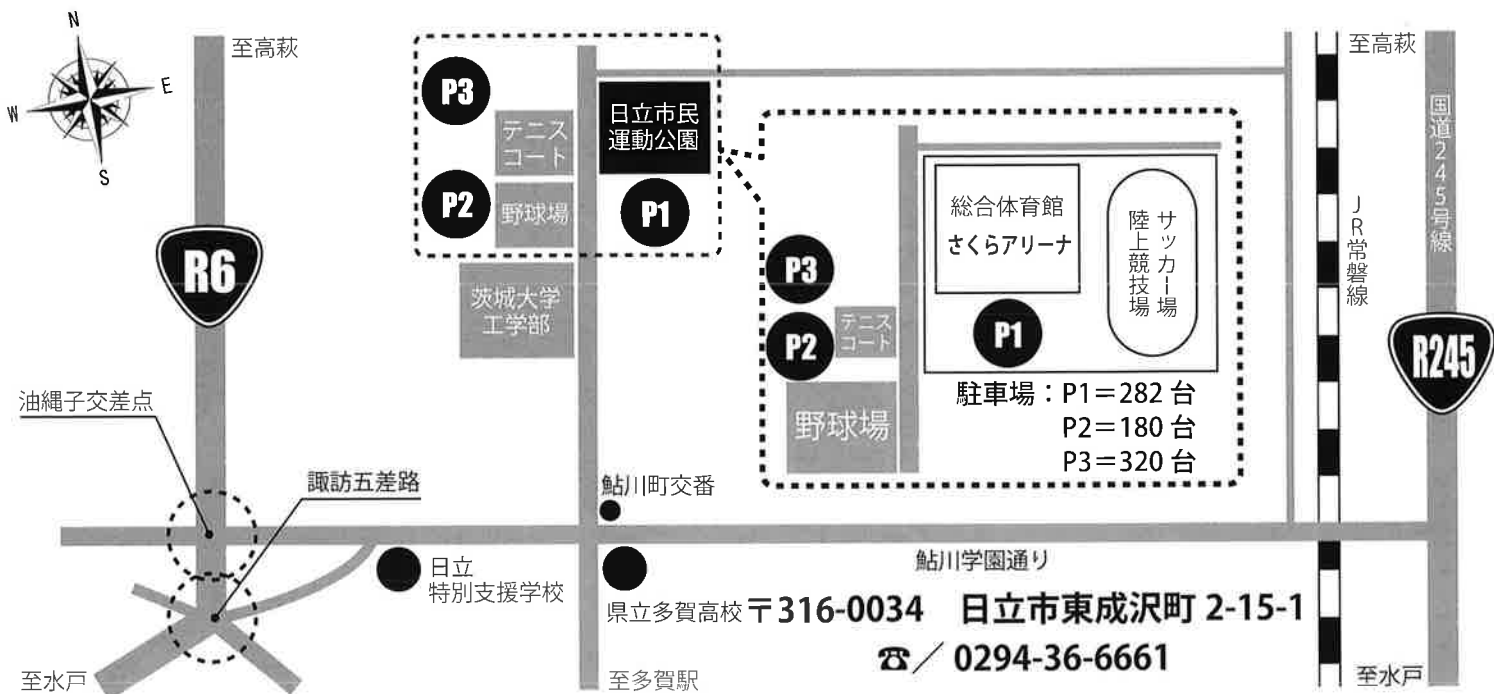 N
E
W
S
至高萩
P3
テニス
コート
日立市民
運動公園
P2
野球場
P1
茨城大学
工学部
R6
総合体育館
さくらアリーナ
サッカー場
陸上競技場
P3
P2
テニス
コート
P1
野球場
駐車場：P1＝282 台
P2＝180 台
P3＝320 台
至高萩
国道245号線
JR常磐線
R245
油縄子交差点
諏訪五差路
鮎川町交番
鮎川学園通り
日立
特別支援学校
県立多賀高校
〒316-0034　日立市東成沢町 2-15-1
☎／ 0294-36-6661
至水戸
至多賀駅
至水戸